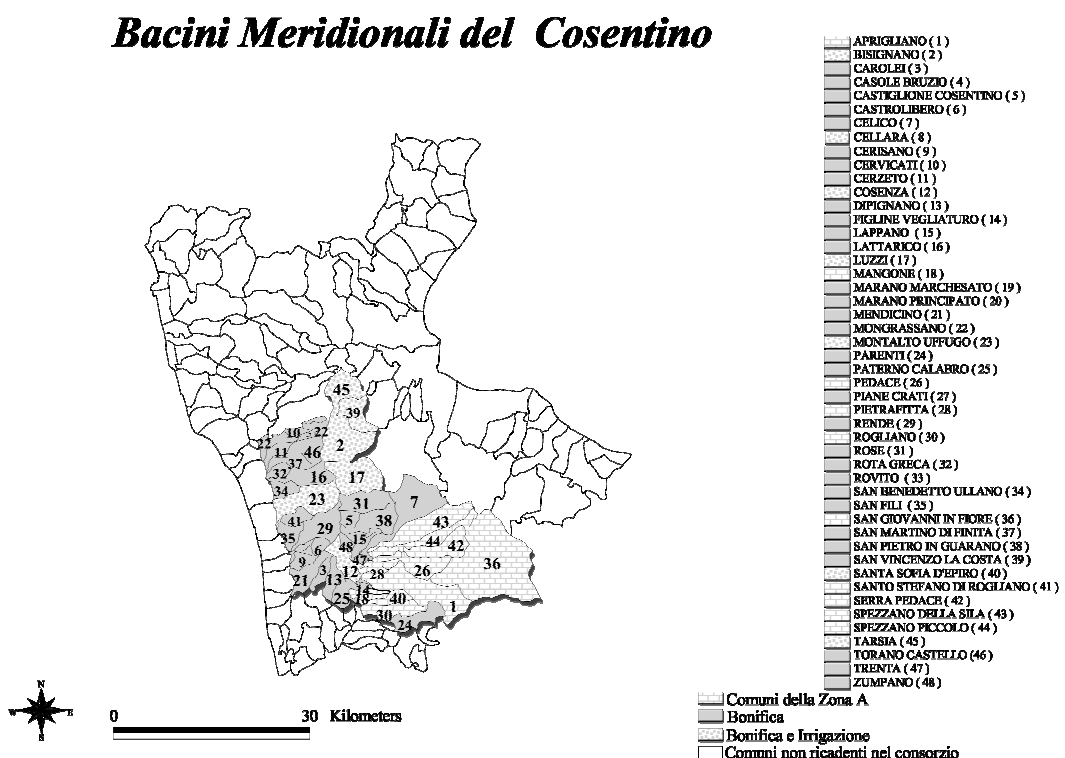 Bacini Meridionali del Cosentino
APRIGLIANO ( 1 )
BISIGNANO ( 2 )
CAROLEI ( 3 )
CASOLE BRUZIO ( 4 )
CASTIGLIONE COSENTINO ( 5 )
CASTROLIBERO ( 6 )
CELICO ( 7 )
CELLARA ( 8 )
CERISANO ( 9 )
CERVICATI ( 10 )
CERZETO ( 11 )
COSENZA ( 12 )
DIPIGNANO ( 13 )
FIGLINE VEGLIATURO ( 14 )
LAPPANO ( 15 )
LATTARICO ( 16 )
LUZZI ( 17 )
MANGONE ( 18 )
MARANO MARCHESATO ( 19 )
MARANO PRINCIPATO ( 20 )
MENDICINO ( 21 )
MONGRASSANO ( 22 )
MONTALTO UFFUGO ( 23 )
PARENTI ( 24 )
PATERNO CALABRO ( 25 )
PEDACE ( 26 )
PIANE CRATI ( 27 )
PIETRAFITTA ( 28 )
RENDE ( 29 )
ROGLIANO ( 30 )
ROSE ( 31 )
ROTA GRECA ( 32 )
ROVITO ( 33 )
SAN BENEDETTO ULLANO ( 34 )
SAN FILI ( 35 )
SAN GIOVANNI IN FIORE ( 36 )
SAN MARTINO DI FINITA ( 37 )
SAN PIETRO IN GUARANO ( 38 )
SAN VINCENZO LA COSTA ( 39 )
SANTA SOFIA D'EPIRO ( 40 )
SANTO STEFANO DI ROGLIANO ( 41 )
SERRA PEDACE ( 42 )
SPEZZANO DELLA SILA ( 43 )
SPEZZANO PICCOLO ( 44 )
TARSIA ( 45 )
TORANO CASTELLO (46 )
TRENTA ( 47 )
ZUMPANO ( 48 )
45
39
10 22
22
2
11 46
37
32 16 17
34
23 31 7
41 29 5 38 43
35 15 44 42
6 48
9 47 36
3 12 28 26
21 13
14
25 18 40 1
30
24
N
W E
S
0 30 Kilometers
Comuni della Zona A
Bonifica
Bonifica e Irrigazione
Comuni non ricadenti nel consorzio